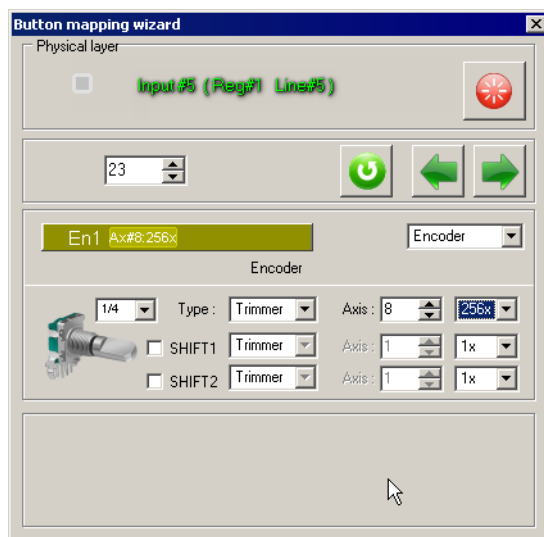 Button mapping wizard
Physical layer
Input#5 ( Reg#1 Line#5 )
23
En1 Ax#8:256x
Encoder
Encoder
1/4 Type : Trimmer Axis : 8 256x
SHIFT1 Trimmer Axis : 1 1x
SHIFT2 Trimmer Axis : 1 1x